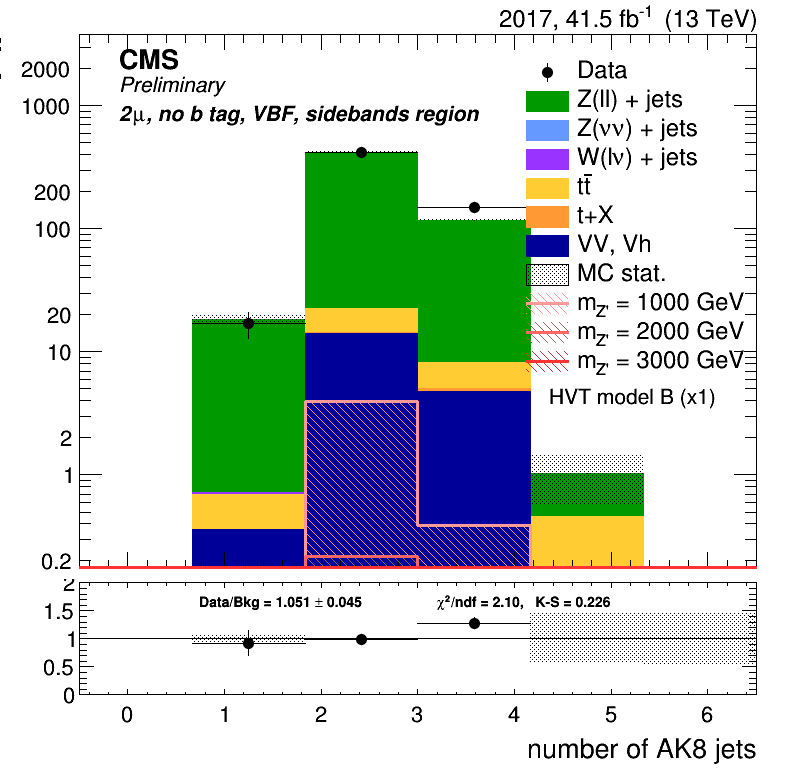 2017, 41.5 fb⁻¹ (13 TeV)
CMS
Preliminary
2μ, no b tag, VBF, sidebands region
Data
Z(ll) + jets
Z(νν) + jets
W(lν) + jets
tt̄
t+X
VV, Vh
MC stat.
m_Z' = 1000 GeV
m_Z' = 2000 GeV
m_Z' = 3000 GeV
HVT model B (x1)
2000
1000
200
100
20
10
2
1
0.2
Data/Bkg = 1.051 ± 0.045
χ²/ndf = 2.10, K-S = 0.226
2
1.5
1
0.5
0
0 1 2 3 4 5 6
number of AK8 jets